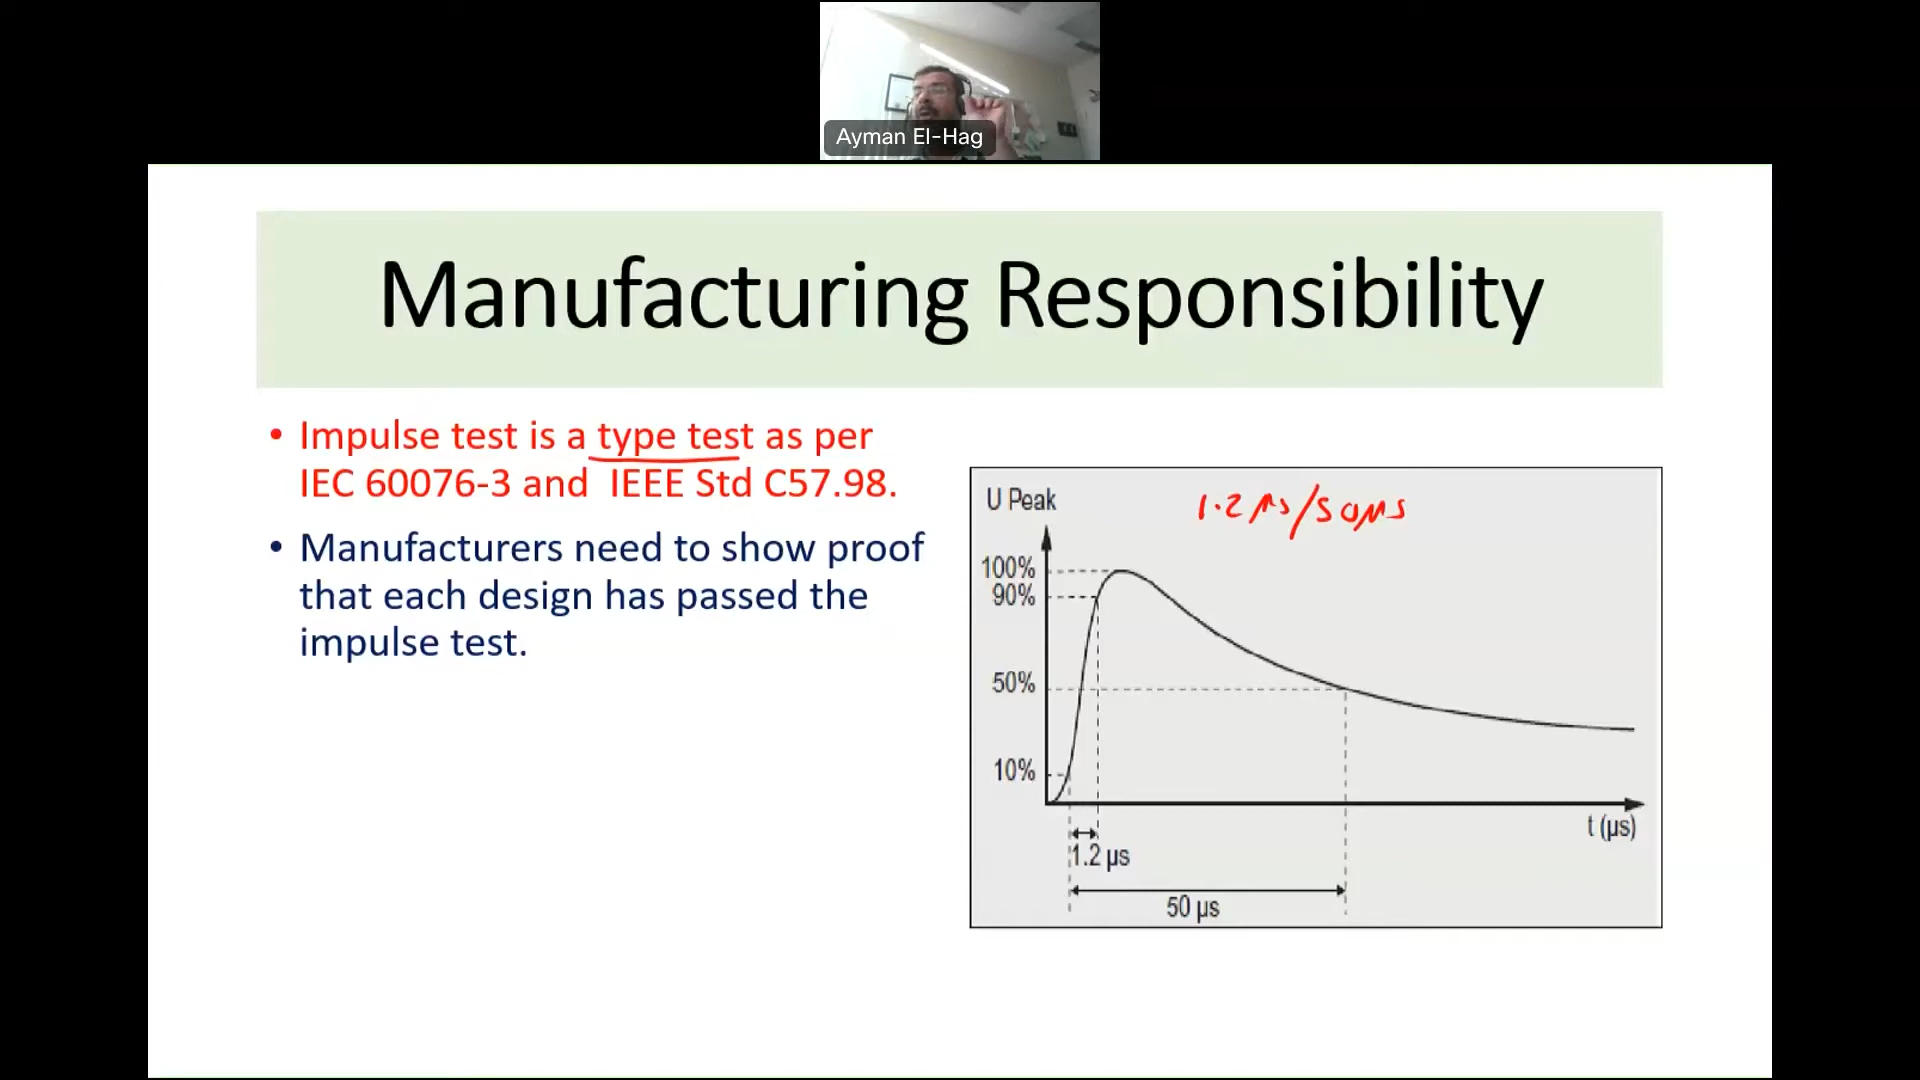 Ayman El-Hag
Manufacturing Responsibility
• Impulse test is a type test as per
IEC 60076-3 and IEEE Std C57.98.
• Manufacturers need to show proof
that each design has passed the
impulse test.
U Peak
1.2 μs/50μs
100%
90%
50%
10%
t (μs)
1.2 μs
50 μs